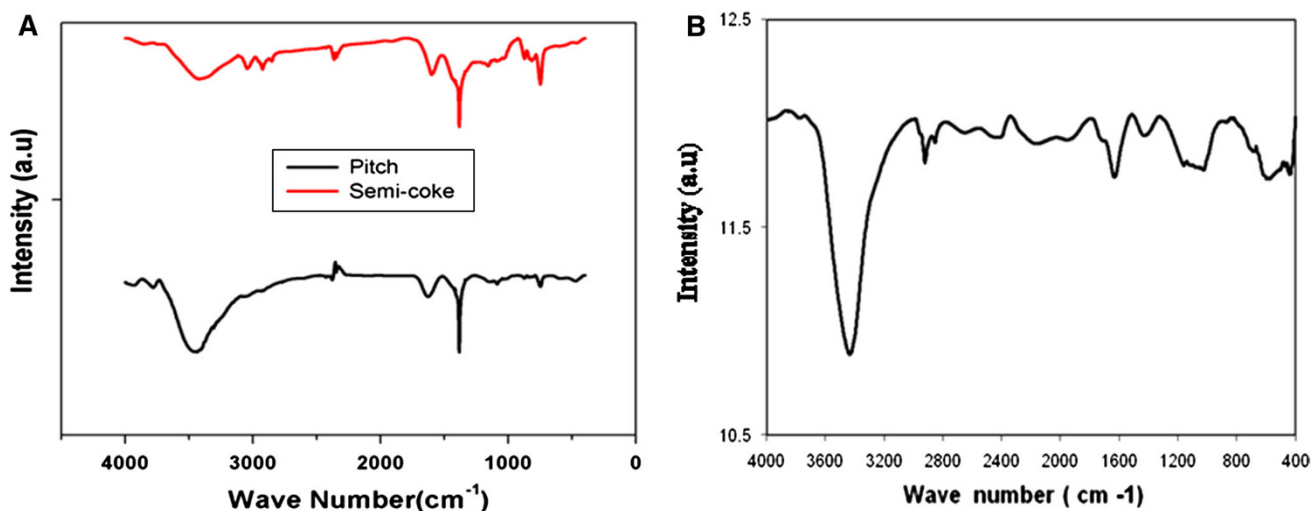 A
Intensity (a.u)
Pitch
Semi-coke
4000 3000 2000 1000 0
Wave Number(cm-1)
B
Intensity (a.u)
12.5
11.5
10.5
4000 3600 3200 2800 2400 2000 1600 1200 800 400
Wave number ( cm -1)